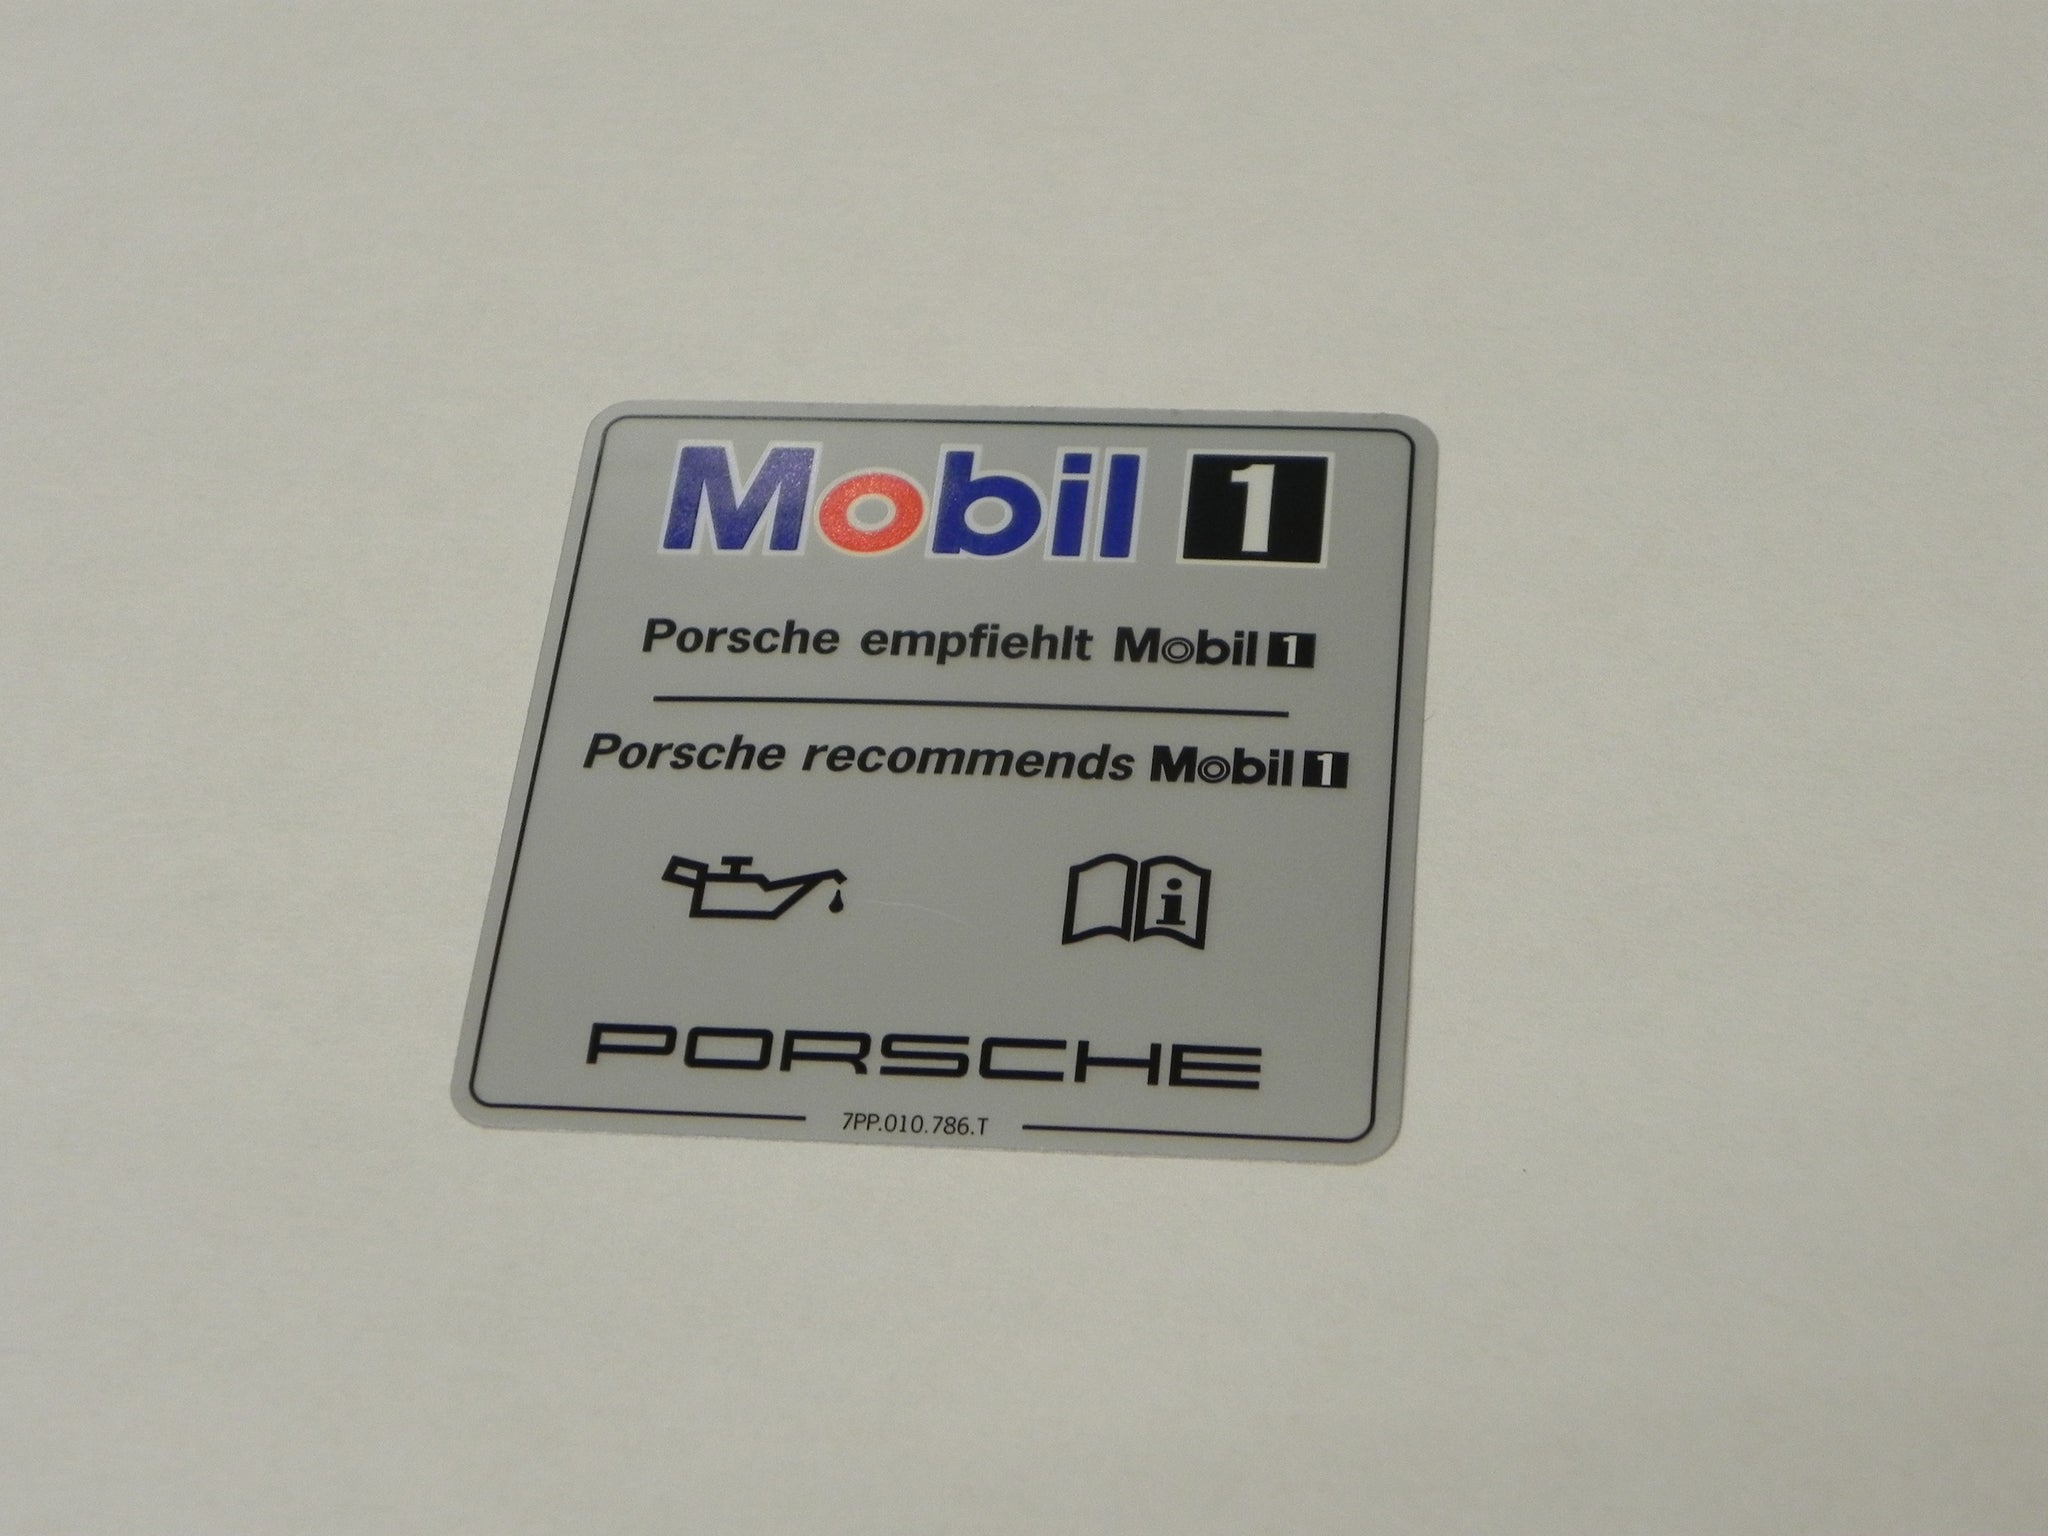 Mobil 1
Porsche empfiehlt Mobil 1
Porsche recommends Mobil 1
i
PORSCHE
7PP.010.786.T